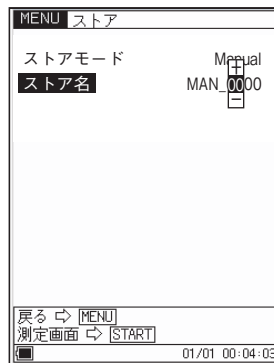 MENU ストア
ストアモード Manual
+
ストア名 MAN_0000
−
戻る ⇨ MENU
測定画面 ⇨ START
01/01 00:04:03